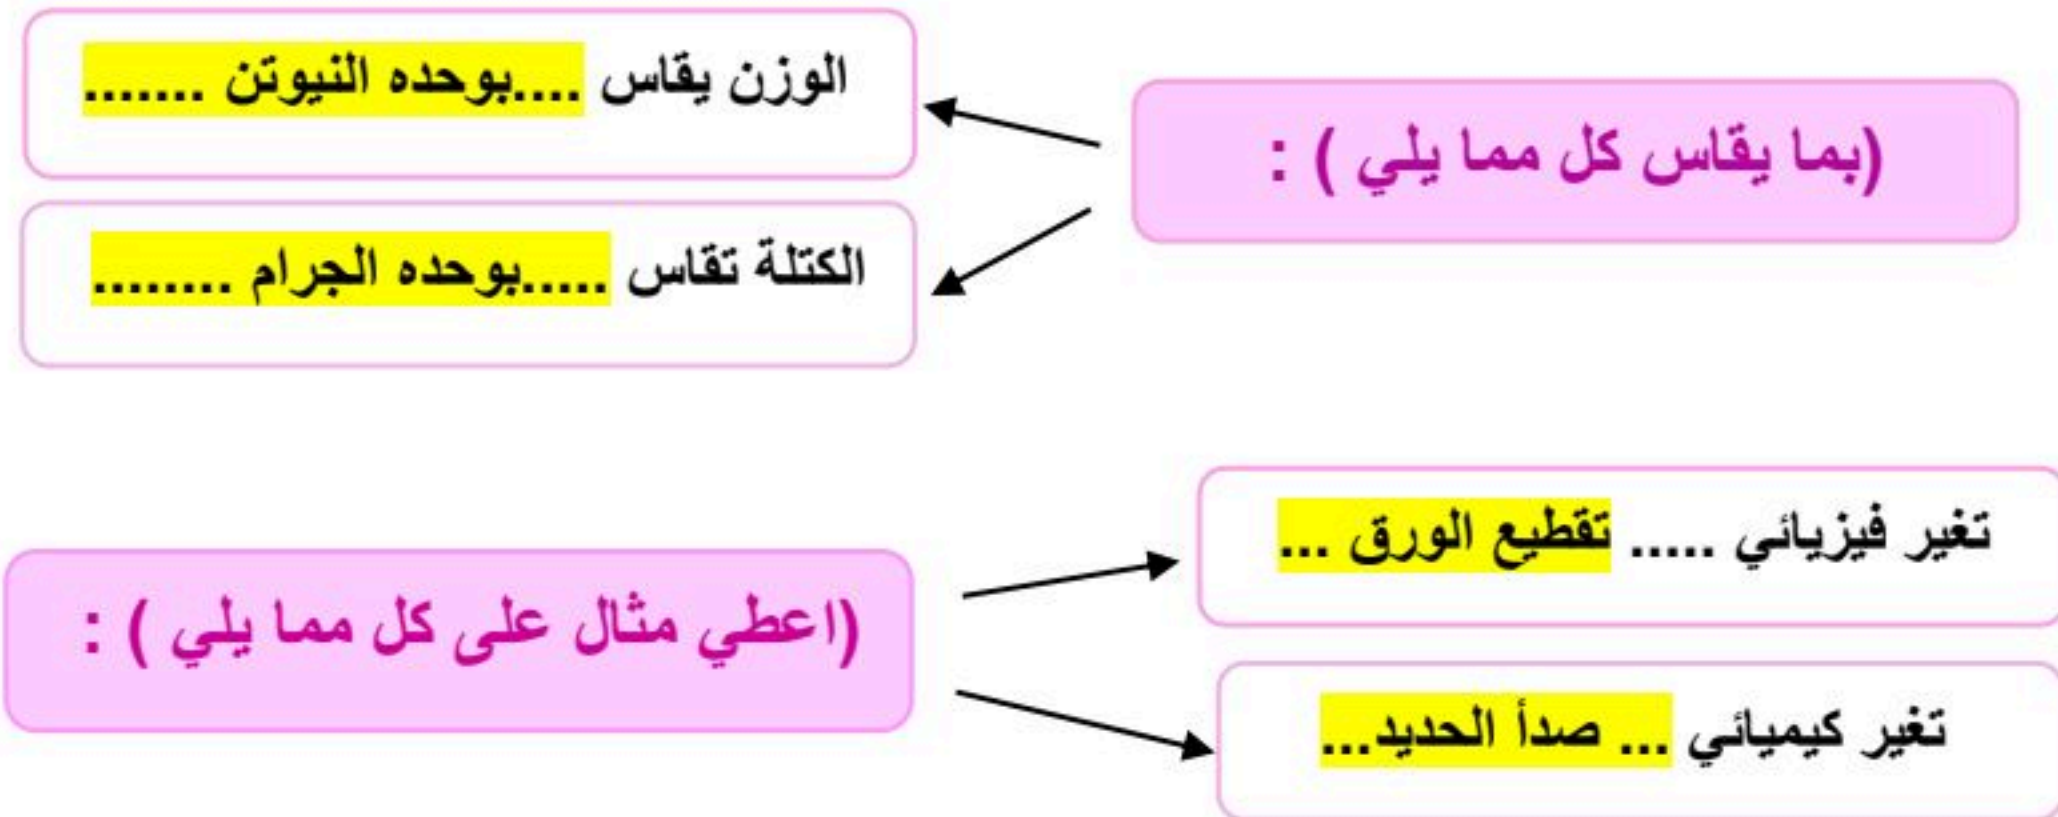 (بما يقاس كل مما يلي ) :
الوزن يقاس ....بوحده النيوتن .......
الكتلة تقاس .....بوحده الجرام ........
(اعطي مثال على كل مما يلي ) :
تغير فيزيائي ..... تقطيع الورق ...
تغير كيميائي ... صدأ الحديد...